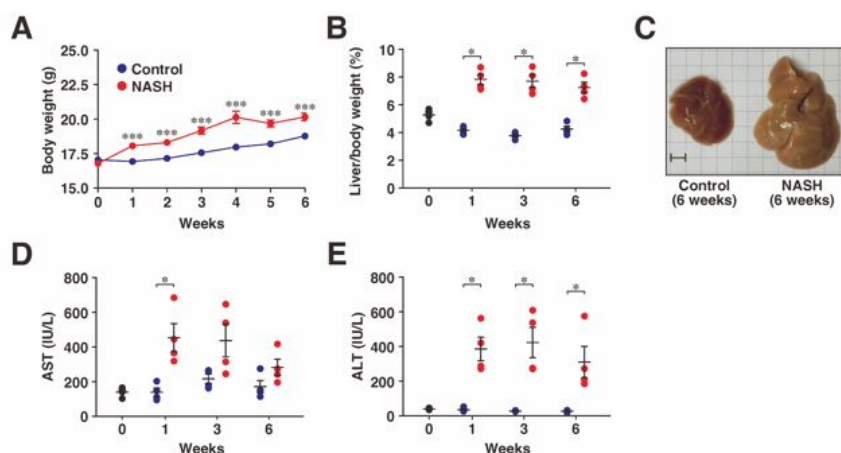 A
Body weight (g)
25.0
22.5
20.0
17.5
15.0
Control
NASH
***
***
***
***
***
***
0 1 2 3 4 5 6
Weeks
B
Liver/body weight (%)
10
8
6
4
2
0
*
*
*
0 1 3 6
Weeks
C
Control
(6 weeks)
NASH
(6 weeks)
D
AST (IU/L)
800
600
400
200
0
*
0 1 3 6
Weeks
E
ALT (IU/L)
800
600
400
200
0
*
*
*
0 1 3 6
Weeks